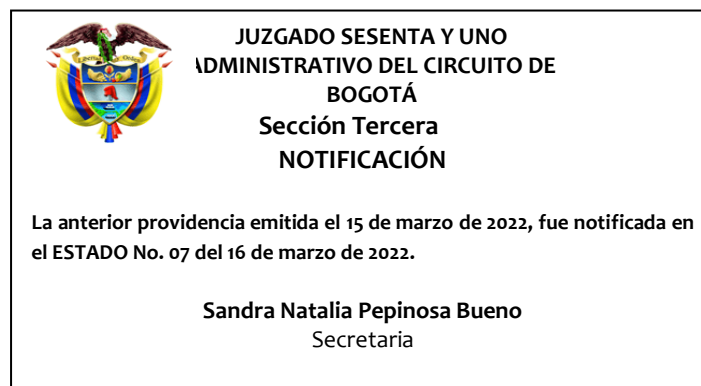 JUZGADO SESENTA Y UNO
ADMINISTRATIVO DEL CIRCUITO DE
BOGOTÁ
Sección Tercera
NOTIFICACIÓN
La anterior providencia emitida el 15 de marzo de 2022, fue notificada en
el ESTADO No. 07 del 16 de marzo de 2022.
Sandra Natalia Pepinosa Bueno
Secretaria